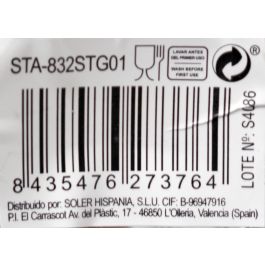 STA-832STG01
LAVAR ANTES
DEL PRIMER USO
WASH BEFORE
FIRST USE
8 435476 273764
LOTE Nº: S4086
Distribuido por: SOLER HISPANIA, S.L.U. CIF: B-96947916
P.I. El Carrascot Av. del Plàstic, 17 - 46850 L'Olleria, Valencia (Spain)